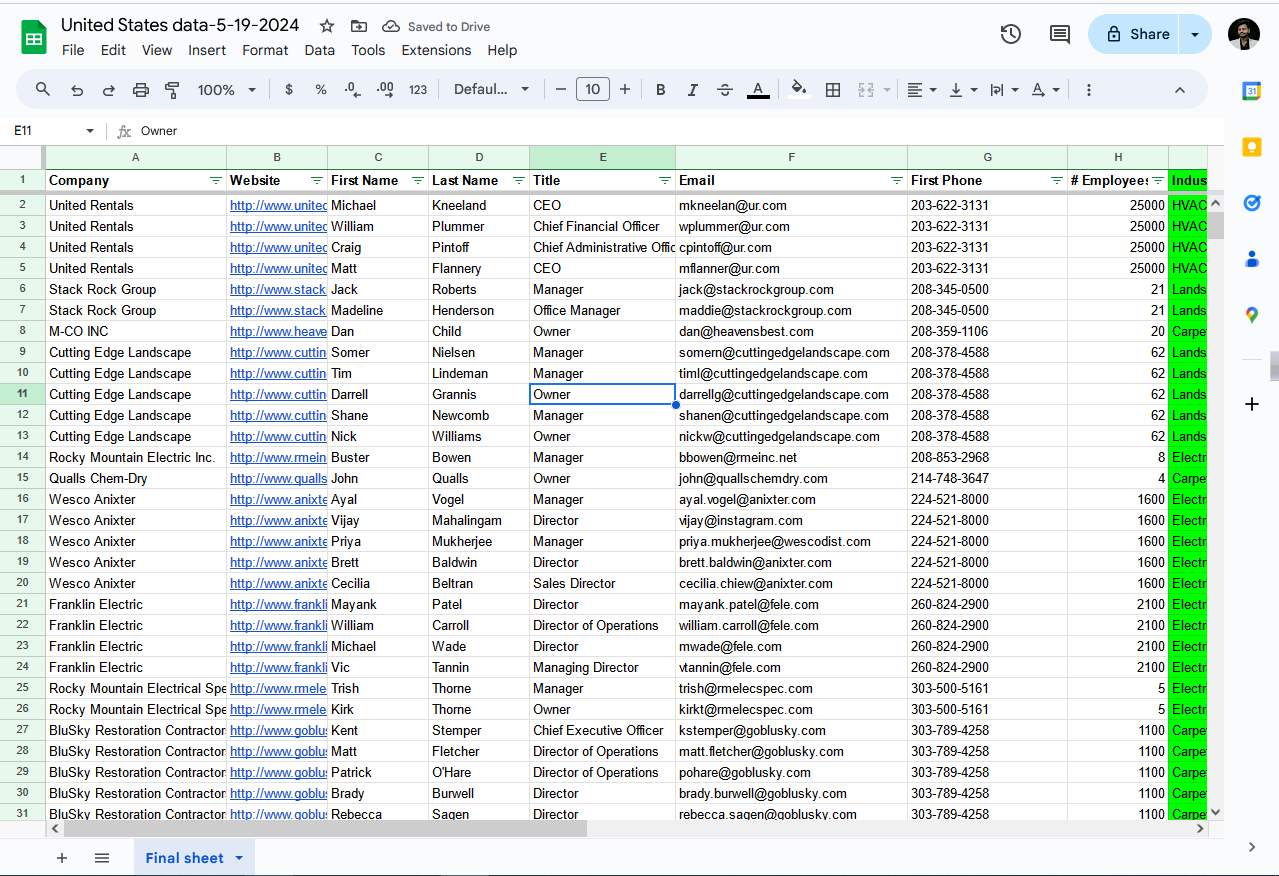 United States data-5-19-2024 Saved to Drive
File Edit View Insert Format Data Tools Extensions Help
Share
100% $ % .0 .00 123 Defaul... 10 B I S A A
31
E11 fx Owner
A B C D E F G H
1 Company Website First Name Last Name Title Email First Phone # Employees Indus
2 United Rentals http://www.united Michael Kneeland CEO mkneelan@ur.com 203-622-3131 25000 HVAC
3 United Rentals http://www.united William Plummer Chief Financial Officer wplummer@ur.com 203-622-3131 25000 HVAC
4 United Rentals http://www.united Craig Pintoff Chief Administrative Offic cpintoff@ur.com 203-622-3131 25000 HVAC
5 United Rentals http://www.united Matt Flannery CEO mflanner@ur.com 203-622-3131 25000 HVAC
6 Stack Rock Group http://www.stack Jack Roberts Manager jack@stackrockgroup.com 208-345-0500 21 Lands
7 Stack Rock Group http://www.stack Madeline Henderson Office Manager maddie@stackrockgroup.com 208-345-0500 21 Lands
8 M-CO INC http://www.heave Dan Child Owner dan@heavensbest.com 208-359-1106 20 Carpe
9 Cutting Edge Landscape http://www.cuttin Somer Nielsen Manager somern@cuttingedgelandscape.com 208-378-4588 62 Lands
10 Cutting Edge Landscape http://www.cuttin Tim Lindeman Manager timl@cuttingedgelandscape.com 208-378-4588 62 Lands
11 Cutting Edge Landscape http://www.cuttin Darrell Grannis Owner darrellg@cuttingedgelandscape.com 208-378-4588 62 Lands
12 Cutting Edge Landscape http://www.cuttin Shane Newcomb Manager shanen@cuttingedgelandscape.com 208-378-4588 62 Lands
13 Cutting Edge Landscape http://www.cuttin Nick Williams Owner nickw@cuttingedgelandscape.com 208-378-4588 62 Lands
14 Rocky Mountain Electric Inc. http://www.rmein Buster Bowen Manager bbowen@rmeinc.net 208-853-2968 8 Electr
15 Qualls Chem-Dry http://www.qualls John Qualls Owner john@quallschemdry.com 214-748-3647 4 Carpe
16 Wesco Anixter http://www.anixte Ayal Vogel Manager ayal.vogel@anixter.com 224-521-8000 1600 Electr
17 Wesco Anixter http://www.anixte Vijay Mahalingam Director vijay@instagram.com 224-521-8000 1600 Electr
18 Wesco Anixter http://www.anixte Priya Mukherjee Manager priya.mukherjee@wescodist.com 224-521-8000 1600 Electr
19 Wesco Anixter http://www.anixte Brett Baldwin Director brett.baldwin@anixter.com 224-521-8000 1600 Electr
20 Wesco Anixter http://www.anixte Cecilia Beltran Sales Director cecilia.chiew@anixter.com 224-521-8000 1600 Electr
21 Franklin Electric http://www.frankli Mayank Patel Director mayank.patel@fele.com 260-824-2900 2100 Electr
22 Franklin Electric http://www.frankli William Carroll Director of Operations william.carroll@fele.com 260-824-2900 2100 Electr
23 Franklin Electric http://www.frankli Michael Wade Director mwade@fele.com 260-824-2900 2100 Electr
24 Franklin Electric http://www.frankli Vic Tannin Managing Director vtannin@fele.com 260-824-2900 2100 Electr
25 Rocky Mountain Electrical Spe http://www.rmele Trish Thorne Manager trish@rmelecspec.com 303-500-5161 5 Electr
26 Rocky Mountain Electrical Spe http://www.rmele Kirk Thorne Owner kirkt@rmelecspec.com 303-500-5161 5 Electr
27 BluSky Restoration Contractor http://www.goblu Kent Stemper Chief Executive Officer kstemper@goblusky.com 303-789-4258 1100 Carpe
28 BluSky Restoration Contractor http://www.goblu Matt Fletcher Director of Operations matt.fletcher@goblusky.com 303-789-4258 1100 Carpe
29 BluSky Restoration Contractor http://www.goblu Patrick O'Hare Director of Operations pohare@goblusky.com 303-789-4258 1100 Carpe
30 BluSky Restoration Contractor http://www.goblu Brady Burwell Director brady.burwell@goblusky.com 303-789-4258 1100 Carpe
31 BluSky Restoration Contractor http://www.goblu Rebecca Sagen Director rebecca.sagen@goblusky.com 303-789-4258 1100 Carpe
Final sheet